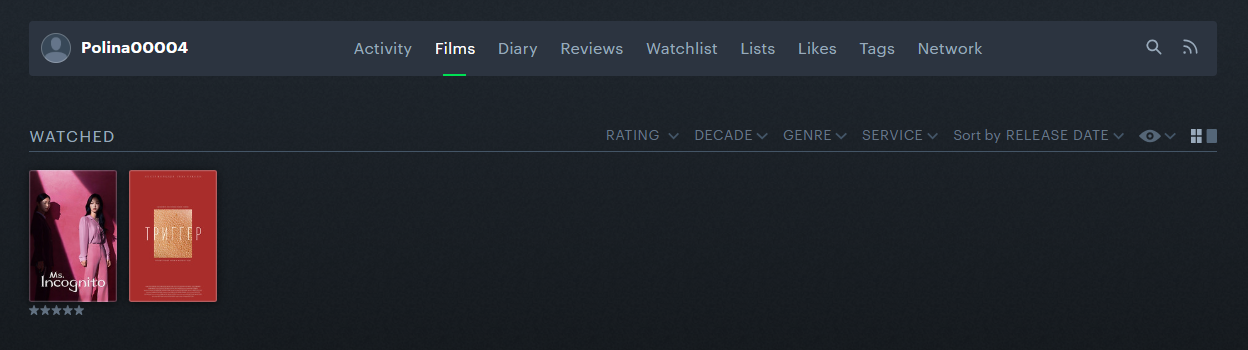 Polina00004
Activity Films Diary Reviews Watchlist Lists Likes Tags Network
WATCHED
RATING DECADE GENRE SERVICE Sort by RELEASE DATE
Ms.
Incognito
ТРИГГЕР